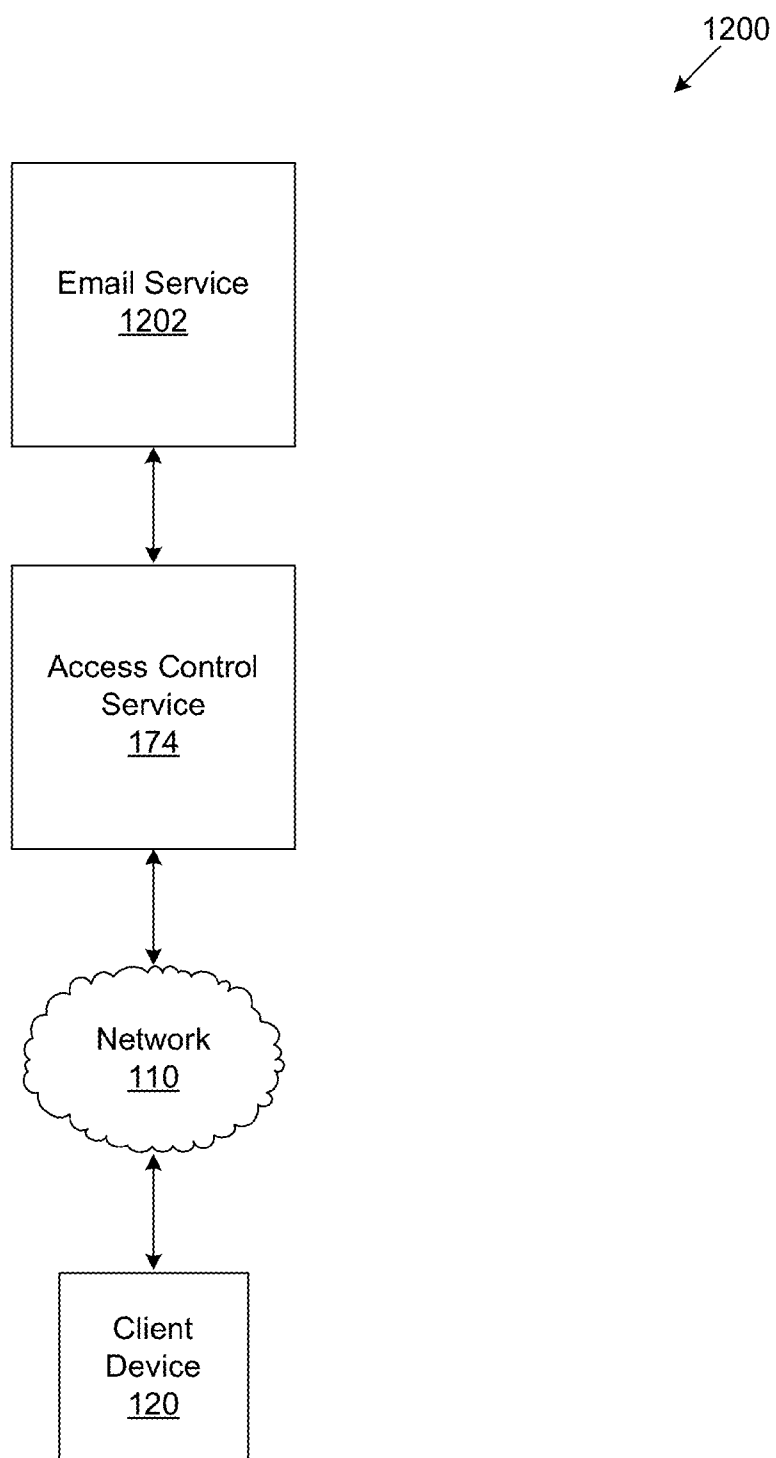 1200
Email Service
1202
Access Control
Service
174
Network
110
Client
Device
120